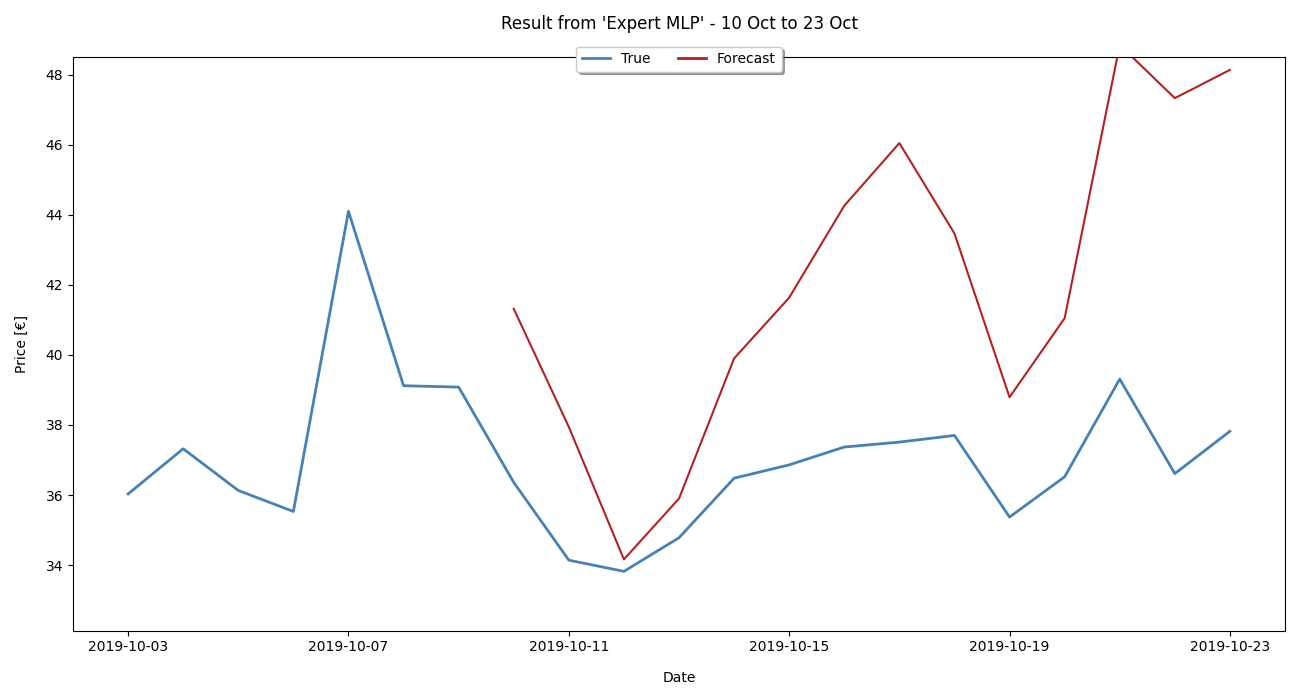 Result from 'Expert MLP' - 10 Oct to 23 Oct
True Forecast
48
46
44
42
40
38
36
34
Price [€]
2019-10-03 2019-10-07 2019-10-11 2019-10-15 2019-10-19 2019-10-23
Date